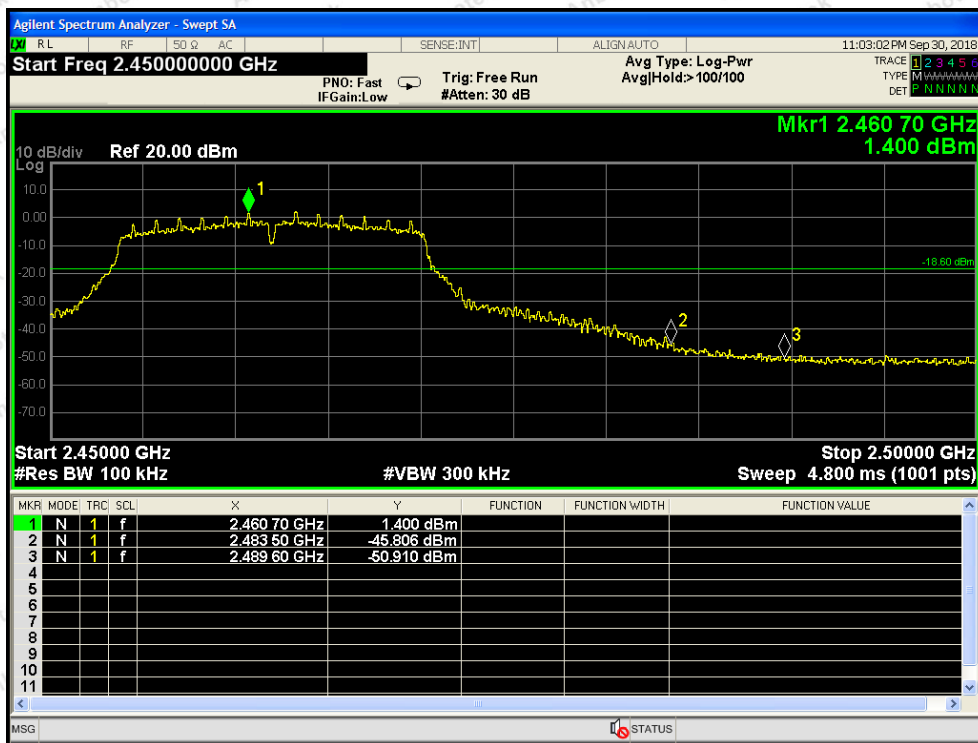 Agilent Spectrum Analyzer - Swept SA
LXI RL RF 50 Ω AC SENSE:INT ALIGN AUTO 11:03:02 PM Sep 30, 2018
Start Freq 2.450000000 GHz
PNO: Fast
IFGain:Low
Trig: Free Run
#Atten: 30 dB
Avg Type: Log-Pwr
Avg|Hold:>100/100
TRACE 1 2 3 4 5 6
TYPE MWWWWW
DET P N N N N N
Mkr1 2.460 70 GHz
1.400 dBm
10 dB/div Ref 20.00 dBm
Log
10.0
0.00
-10.0
-20.0
-30.0
-40.0
-50.0
-60.0
-70.0
1
2
3
-18.60 dBm
Start 2.45000 GHz Stop 2.50000 GHz
#Res BW 100 kHz #VBW 300 kHz Sweep 4.800 ms (1001 pts)
MKR MODE TRC SCL X Y FUNCTION FUNCTION WIDTH FUNCTION VALUE
1 N 1 f 2.460 70 GHz 1.400 dBm
2 N 1 f 2.483 50 GHz -45.806 dBm
3 N 1 f 2.489 60 GHz -50.910 dBm
4
5
6
7
8
9
10
11
MSG STATUS